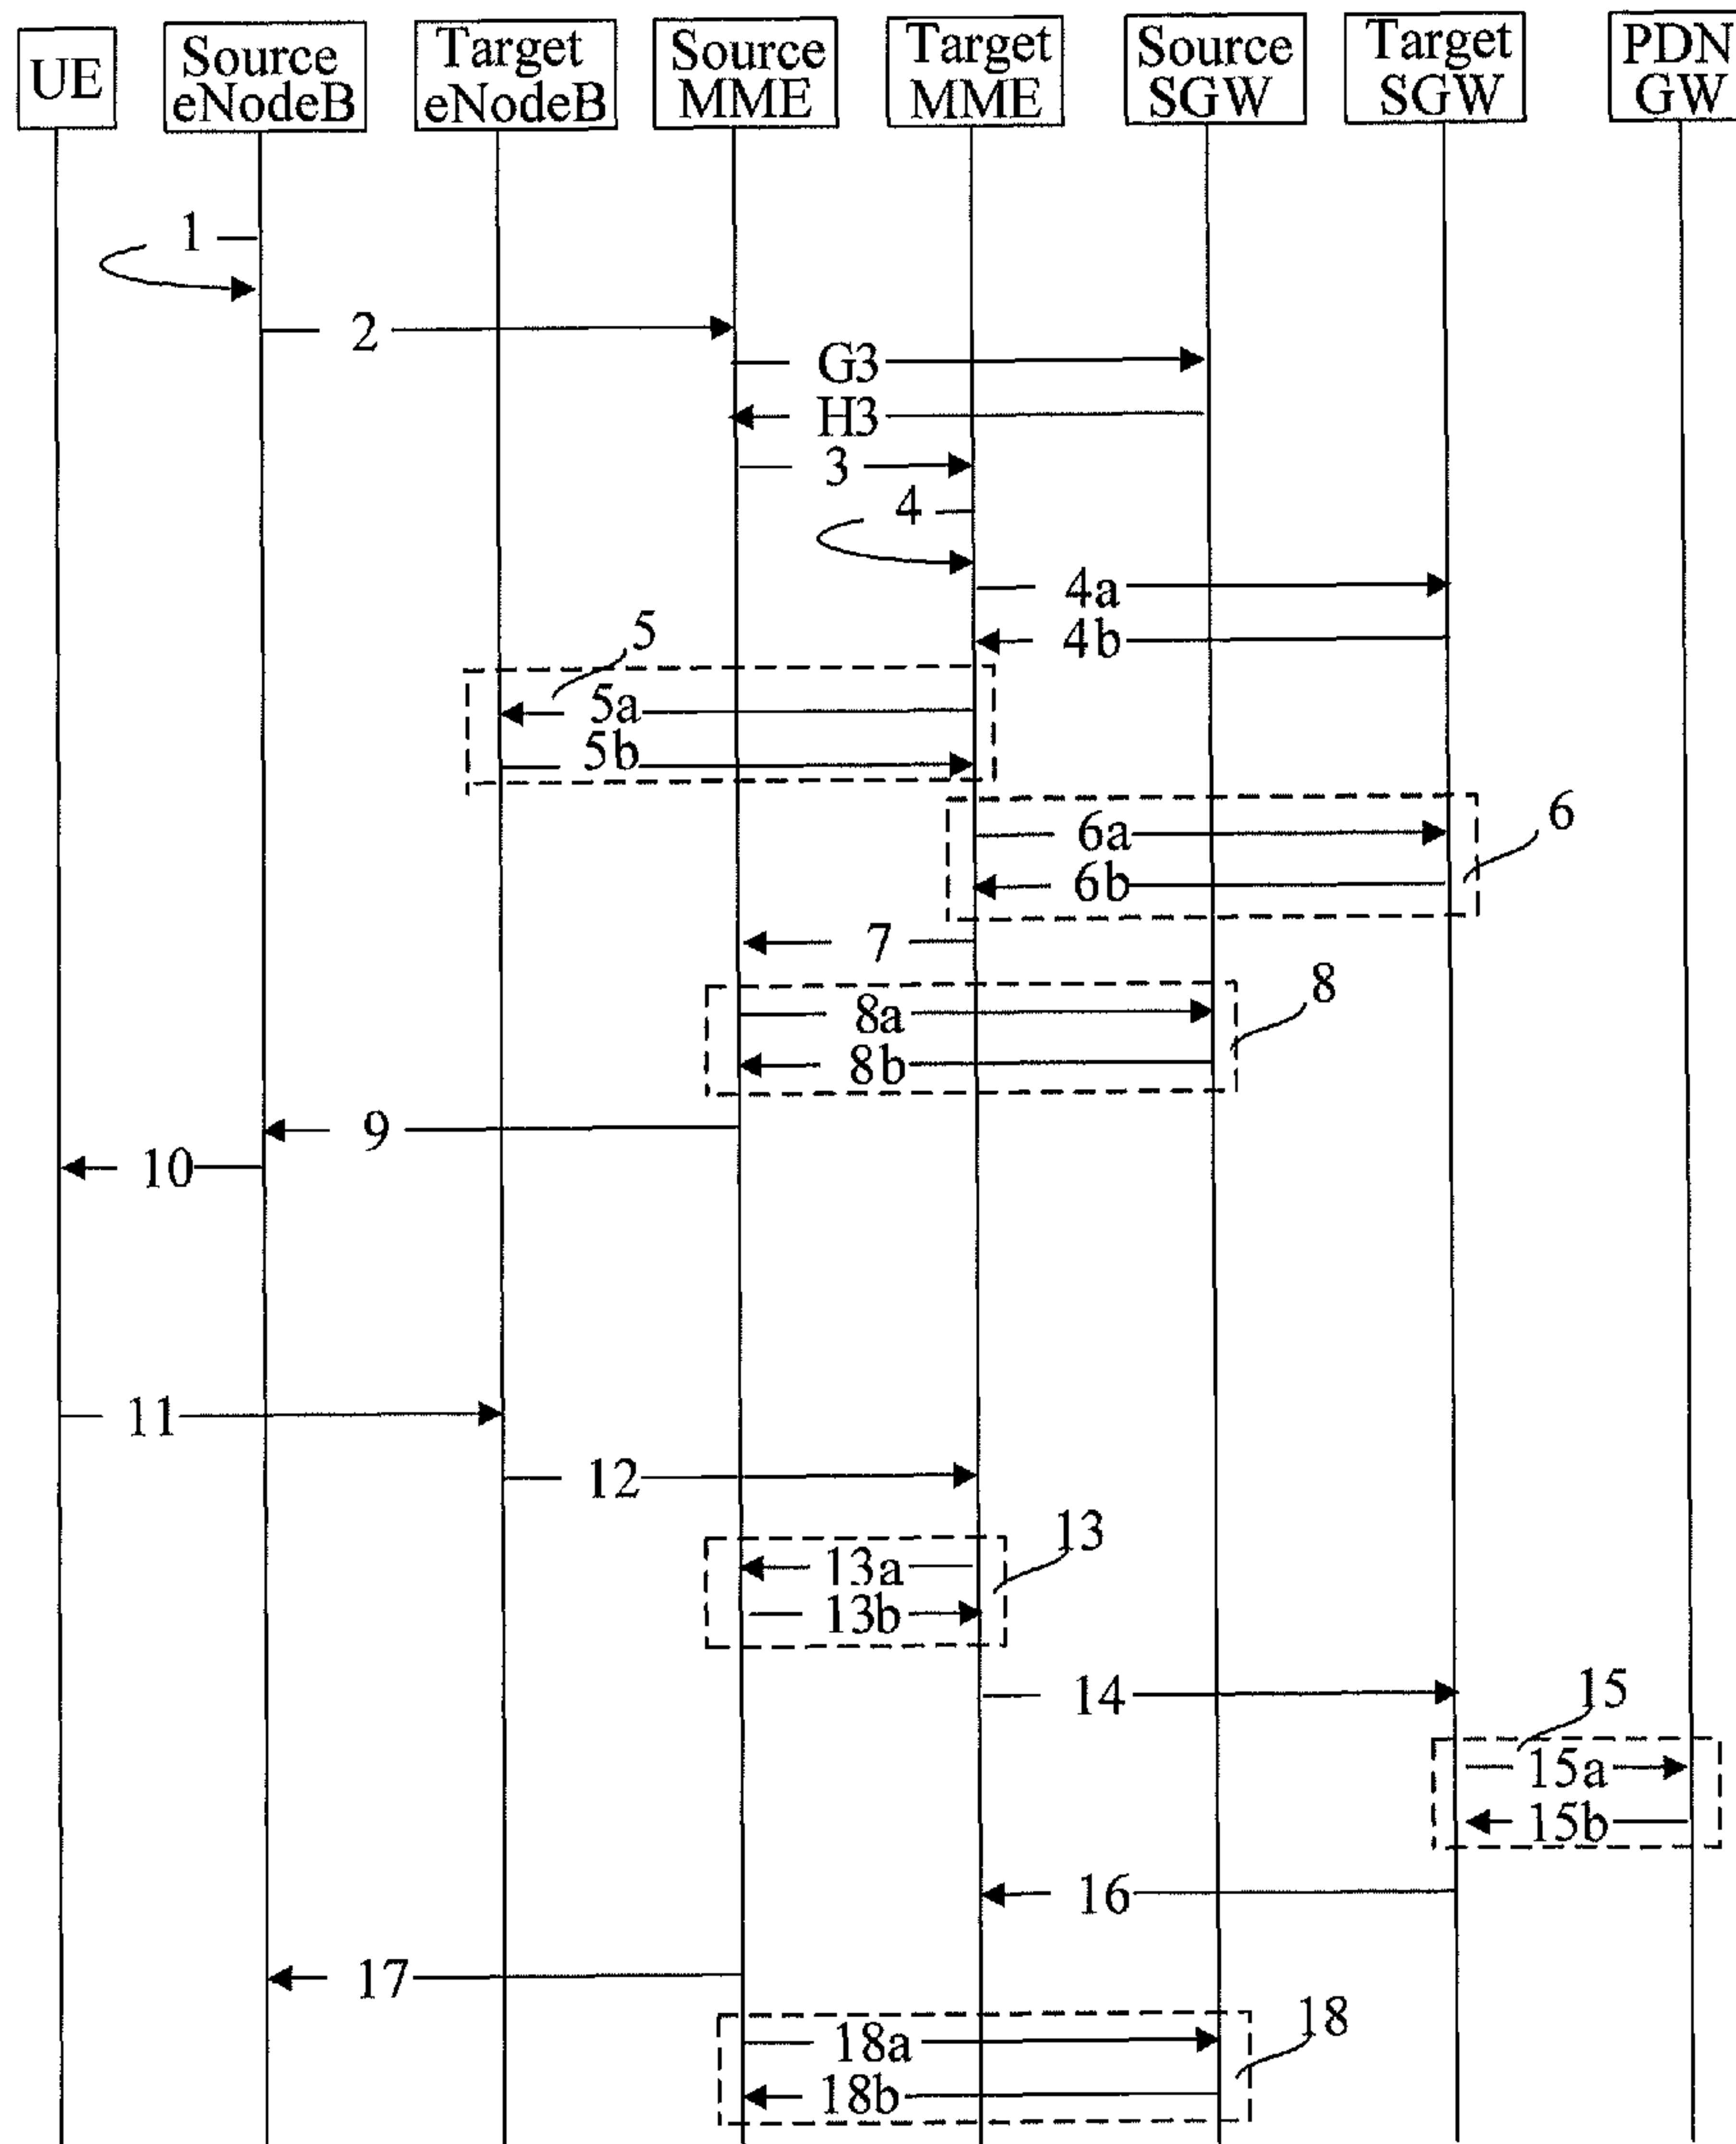 UE
Source
eNodeB
Target
eNodeB
Source
MME
Target
MME
Source
SGW
Target
SGW
PDN
GW
1
2
G3
H3
3
4
4a
4b
5
5a
5b
6
6a
6b
7
8
8a
8b
9
10
11
12
13
13a
13b
14
15
15a
15b
16
17
18
18a
18b